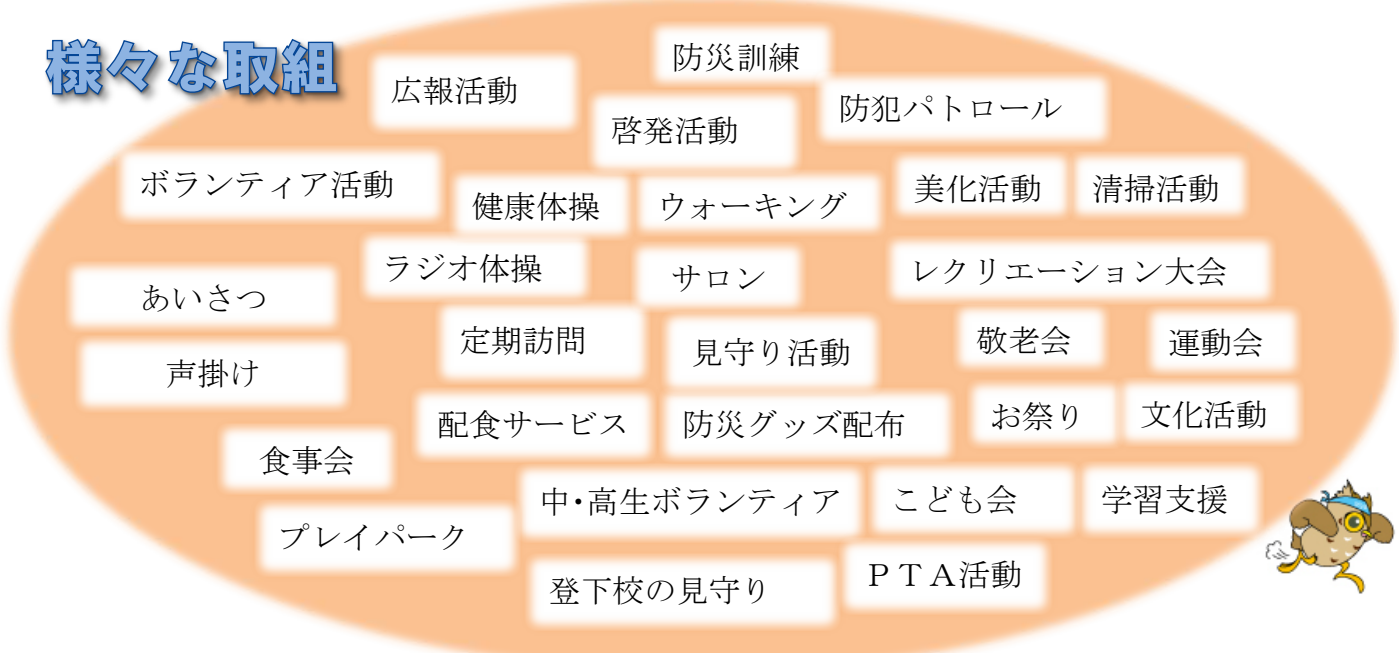 様々な取組
防災訓練
広報活動
防犯パトロール
啓発活動
ボランティア活動
健康体操
ウォーキング
美化活動
清掃活動
ラジオ体操
サロン
レクリエーション大会
あいさつ
定期訪問
見守り活動
敬老会
運動会
声掛け
配食サービス
防災グッズ配布
お祭り
文化活動
食事会
中・高生ボランティア
こども会
学習支援
プレイパーク
登下校の見守り
ＰＴＡ活動